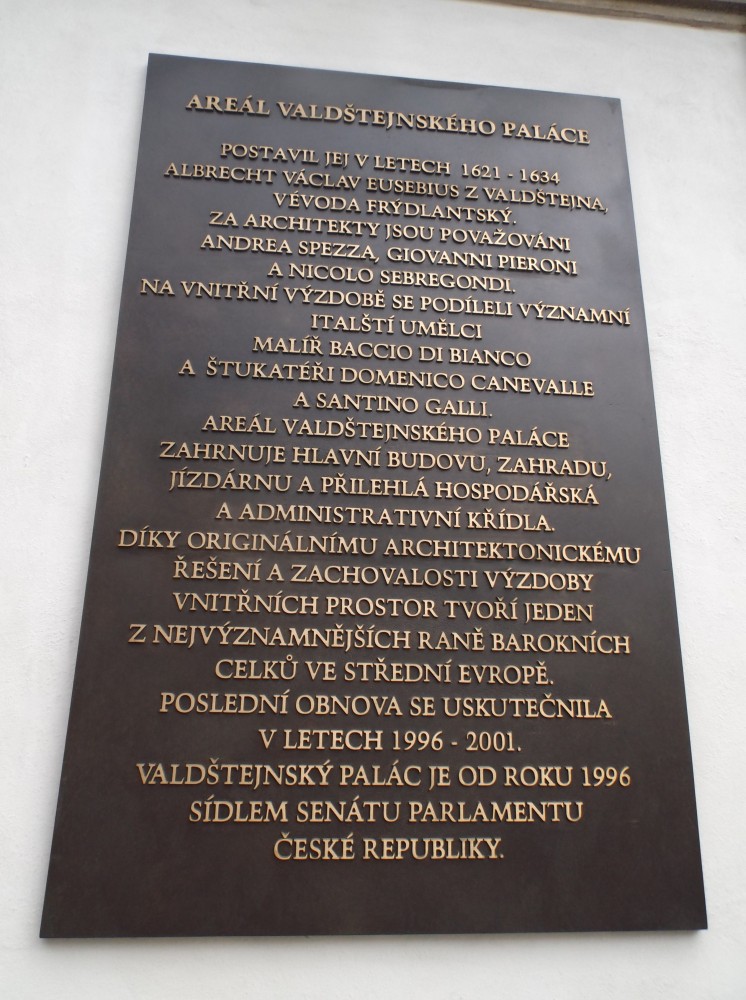 AREÁL VALDŠTEJNSKÉHO PALÁCE
POSTAVIL JEJ V LETECH 1621 - 1634
ALBRECHT VÁCLAV EUSEBIUS Z VALDŠTEJNA,
VÉVODA FRÝDLANTSKÝ.
ZA ARCHITEKTY JSOU POVAŽOVÁNI
ANDREA SPEZZA, GIOVANNI PIERONI
A NICOLO SEBREGONDI.
NA VNITŘNÍ VÝZDOBĚ SE PODÍLELI VÝZNAMNÍ
ITALŠTÍ UMĚLCI
MALÍŘ BACCIO DI BIANCO
A ŠTUKATÉŘI DOMENICO CANEVALLE
A SANTINO GALLI.
AREÁL VALDŠTEJNSKÉHO PALÁCE
ZAHRNUJE HLAVNÍ BUDOVU, ZAHRADU,
JÍZDÁRNU A PŘILEHLÁ HOSPODÁŘSKÁ
A ADMINISTRATIVNÍ KŘÍDLA.
DÍKY ORIGINÁLNÍMU ARCHITEKTONICKÉMU
ŘEŠENÍ A ZACHOVALOSTI VÝZDOBY
VNITŘNÍCH PROSTOR TVOŘÍ JEDEN
Z NEJVÝZNAMNĚJŠÍCH RANĚ BAROKNÍCH
CELKŮ VE STŘEDNÍ EVROPĚ.
POSLEDNÍ OBNOVA SE USKUTEČNILA
V LETECH 1996 - 2001.
VALDŠTEJNSKÝ PALÁC JE OD ROKU 1996
SÍDLEM SENÁTU PARLAMENTU
ČESKÉ REPUBLIKY.